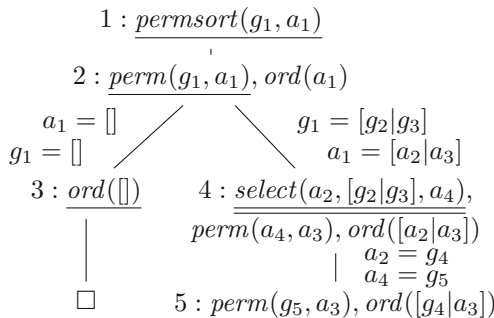 1 : permsort(g₁, a₁)
2 : perm(g₁, a₁), ord(a₁)
a₁ = []
g₁ = []
g₁ = [g₂|g₃]
a₁ = [a₂|a₃]
3 : ord([])
4 : select(a₂, [g₂|g₃], a₄),
perm(a₄, a₃), ord([a₂|a₃])
a₂ = g₄
a₄ = g₅
□
5 : perm(g₅, a₃), ord([g₄|a₃])